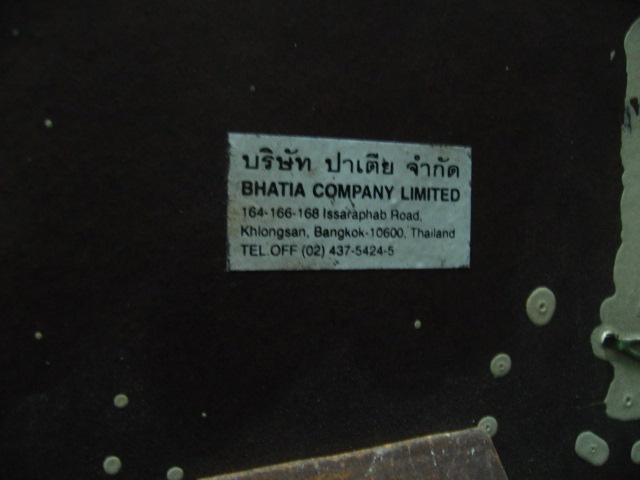 บริษัท ปาเตีย จำกัด
BHATIA COMPANY LIMITED
164-166-168 Issaraphab Road,
Khlongsan, Bangkok-10600, Thailand
TEL.OFF (02) 437-5424-5